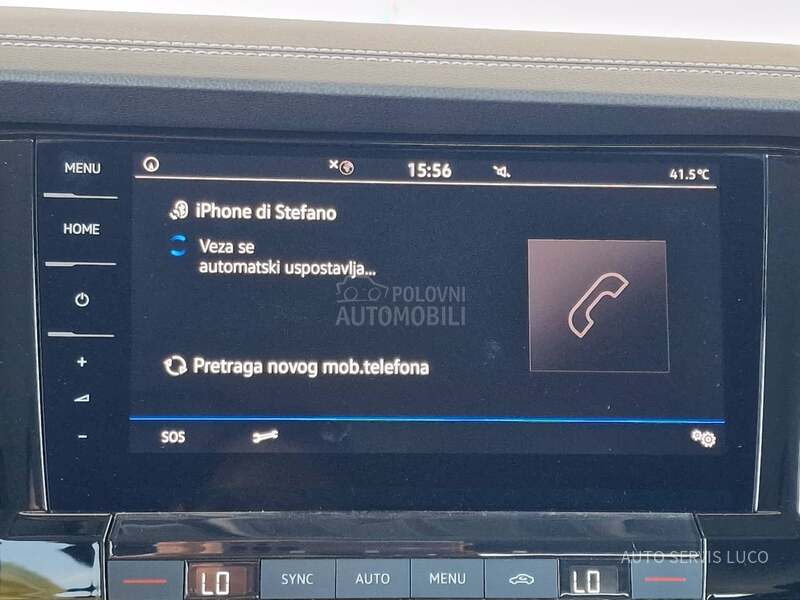 MENU
15:56
41.5°C
iPhone di Stefano
HOME
Veza se
automatski uspostavlja...
POLOVNI
AUTOMOBILI
Pretraga novog mob.telefona
+
-
SOS
AUTO SERVIS LUCO
LO
SYNC
AUTO
MENU
LO